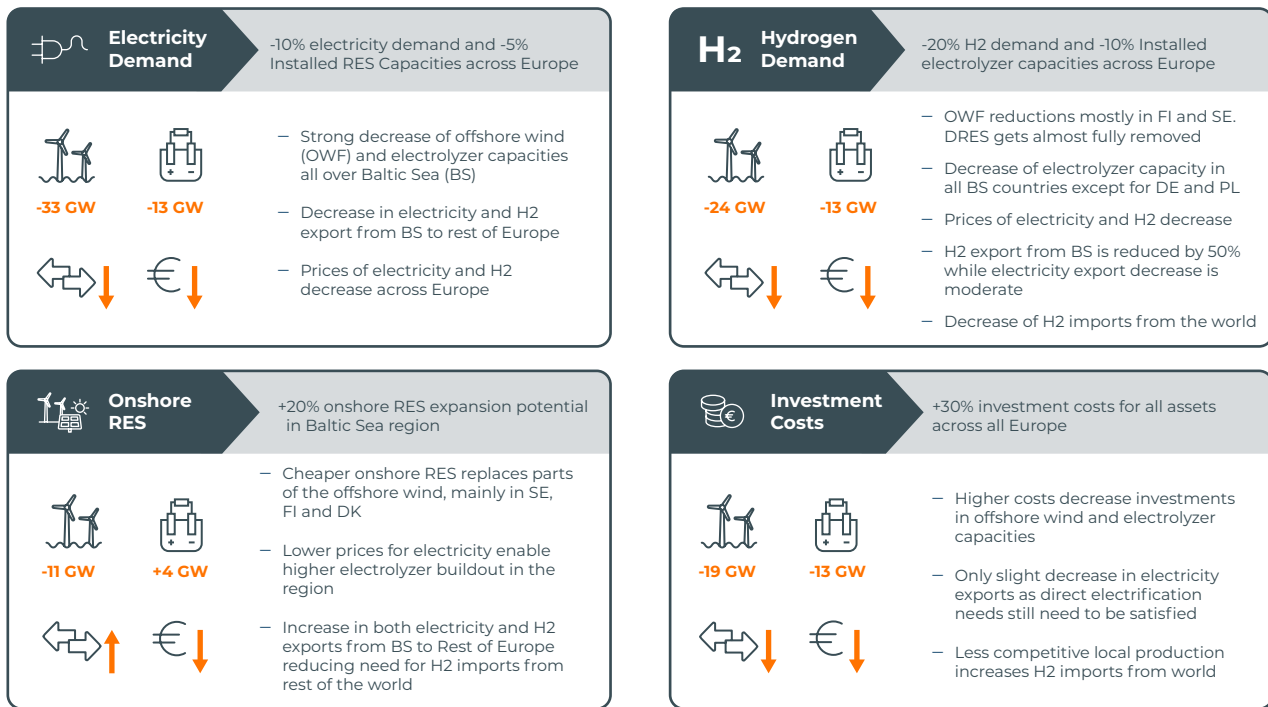 Electricity
Demand
-10% electricity demand and -5%
Installed RES Capacities across Europe
-33 GW
-13 GW
– Strong decrease of offshore wind
(OWF) and electrolyzer capacities
all over Baltic Sea (BS)
– Decrease in electricity and H2
export from BS to rest of Europe
– Prices of electricity and H2
decrease across Europe
H₂
Hydrogen
Demand
-20% H2 demand and -10% Installed
electrolyzer capacities across Europe
-24 GW
-13 GW
– OWF reductions mostly in FI and SE.
DRES gets almost fully removed
– Decrease of electrolyzer capacity in
all BS countries except for DE and PL
– Prices of electricity and H2 decrease
– H2 export from BS is reduced by 50%
while electricity export decrease is
moderate
– Decrease of H2 imports from the world
Onshore
RES
+20% onshore RES expansion potential
in Baltic Sea region
-11 GW
+4 GW
– Cheaper onshore RES replaces parts
of the offshore wind, mainly in SE,
FI and DK
– Lower prices for electricity enable
higher electrolyzer buildout in the
region
– Increase in both electricity and H2
exports from BS to Rest of Europe
reducing need for H2 imports from
rest of the world
Investment
Costs
+30% investment costs for all assets
across all Europe
-19 GW
-13 GW
– Higher costs decrease investments
in offshore wind and electrolyzer
capacities
– Only slight decrease in electricity
exports as direct electrification
needs still need to be satisfied
– Less competitive local production
increases H2 imports from world